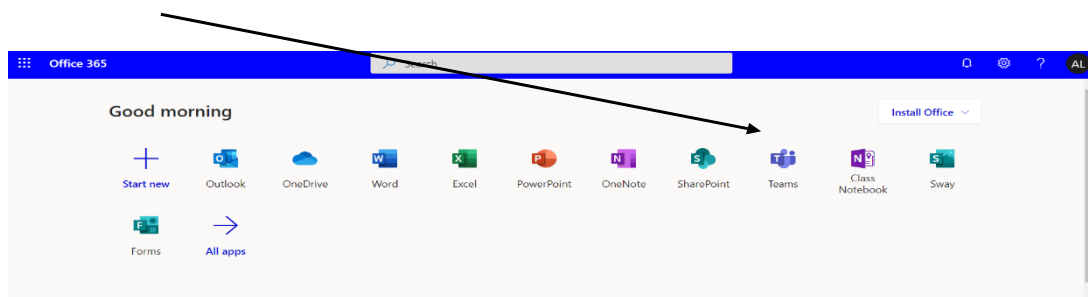 Office 365
Search
?
AL
Good morning
Install Office
Start new
Outlook
OneDrive
Word
Excel
PowerPoint
OneNote
SharePoint
Teams
Class
Notebook
Sway
Forms
All apps